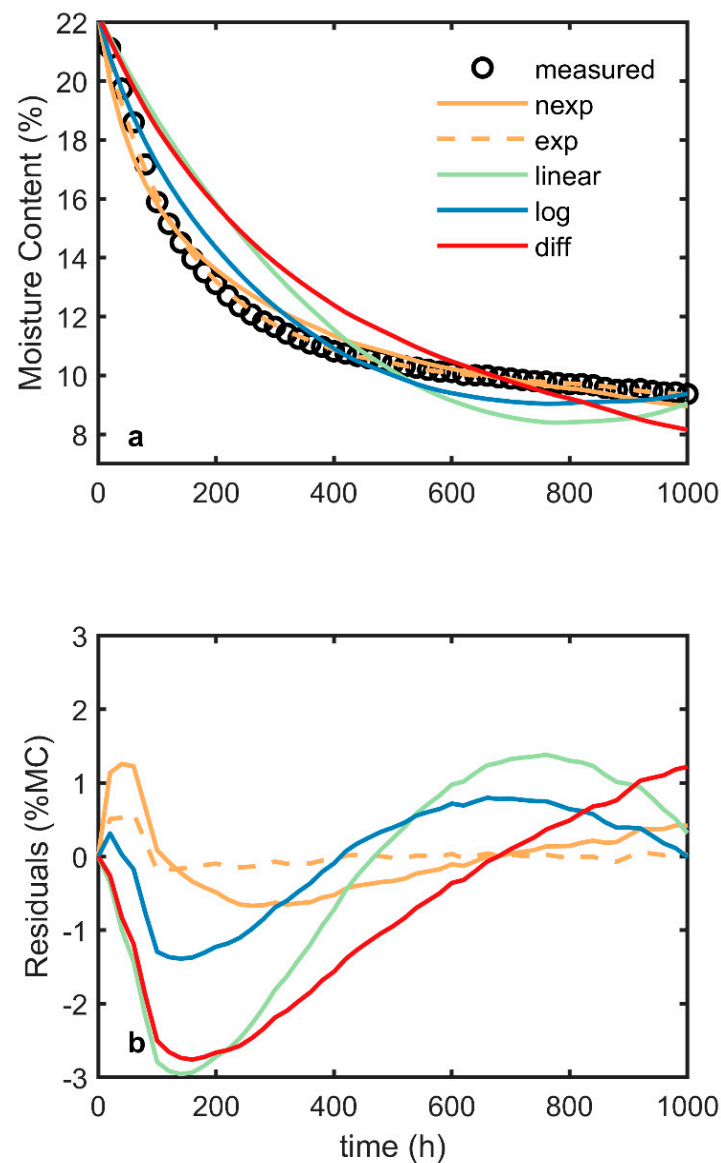 22
20
18
16
14
12
10
8
Moisture Content (%)
measured
nexp
exp
linear
log
diff
a
0 200 400 600 800 1000
3
2
1
0
-1
-2
-3
Residuals (%MC)
b
0 200 400 600 800 1000
time (h)